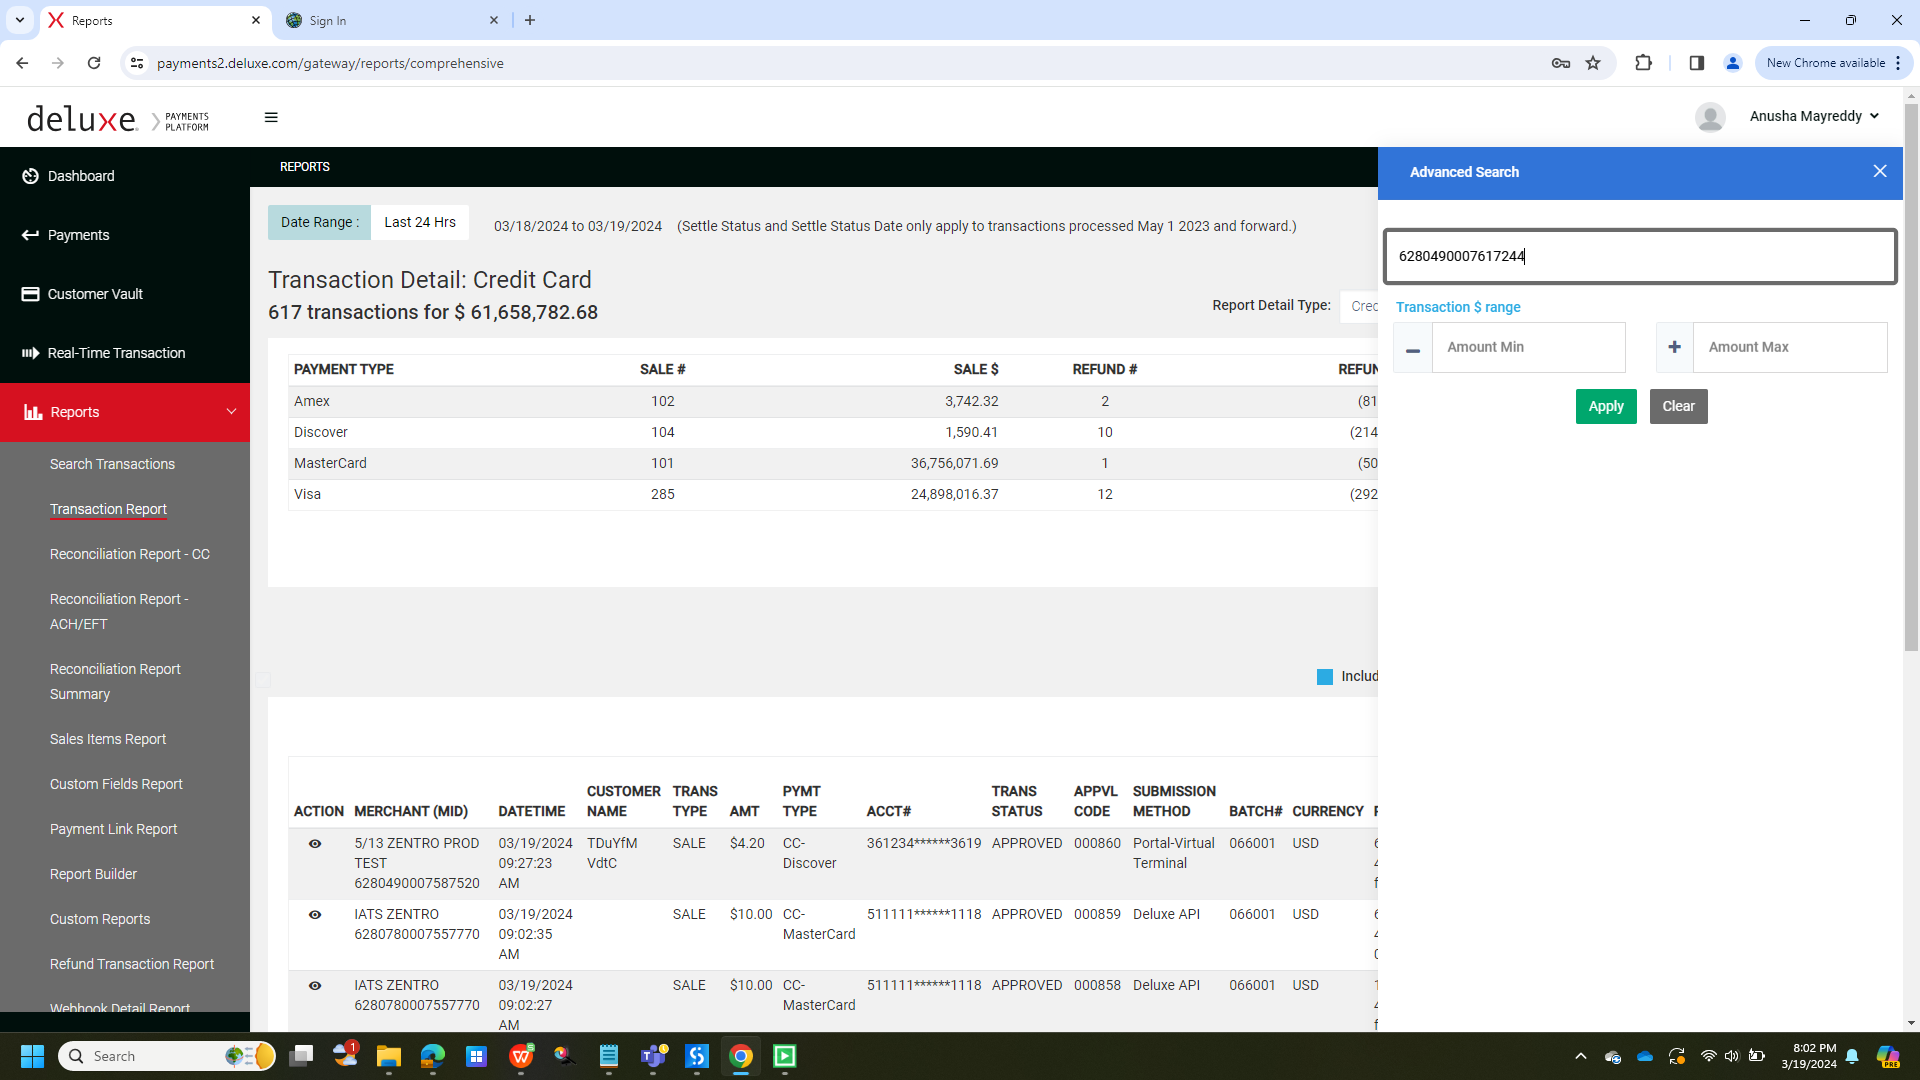 Reports
Sign In
payments2.deluxe.com/gateway/reports/comprehensive
New Chrome available
deluxe. PAYMENTS PLATFORM
Anusha Mayreddy
Dashboard
Payments
Customer Vault
Real-Time Transaction
Reports
Search Transactions
Transaction Report
Reconciliation Report - CC
Reconciliation Report -
ACH/EFT
Reconciliation Report
Summary
Sales Items Report
Custom Fields Report
Payment Link Report
Report Builder
Custom Reports
Refund Transaction Report
Webhook Detail Report
REPORTS
Date Range : Last 24 Hrs 03/18/2024 to 03/19/2024 (Settle Status and Settle Status Date only apply to transactions processed May 1 2023 and forward.)
Transaction Detail: Credit Card
617 transactions for $ 61,658,782.68
Report Detail Type: Cred
PAYMENT TYPE SALE # SALE $ REFUND # REFUN
Amex 102 3,742.32 2 (81
Discover 104 1,590.41 10 (214
MasterCard 101 36,756,071.69 1 (50
Visa 285 24,898,016.37 12 (292
Includ
ACTION MERCHANT (MID) DATETIME CUSTOMER NAME TRANS TYPE AMT PYMT TYPE ACCT# TRANS STATUS APPVL CODE SUBMISSION METHOD BATCH# CURRENCY
5/13 ZENTRO PROD TEST 6280490007587520 03/19/2024 09:27:23 AM TDuYfM VdtC SALE $4.20 CC-Discover 361234******3619 APPROVED 000860 Portal-Virtual Terminal 066001 USD
IATS ZENTRO 6280780007557770 03/19/2024 09:02:35 AM SALE $10.00 CC-MasterCard 511111******1118 APPROVED 000859 Deluxe API 066001 USD
IATS ZENTRO 6280780007557770 03/19/2024 09:02:27 AM SALE $10.00 CC-MasterCard 511111******1118 APPROVED 000858 Deluxe API 066001 USD
Advanced Search
6280490007617244
Transaction $ range
Amount Min
Amount Max
Apply
Clear
Search
1
8:02 PM
3/19/2024